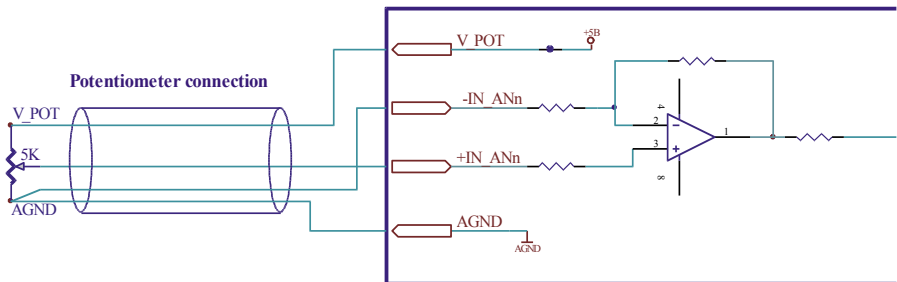 Potentiometer connection
V_POT
5K
AGND
V_POT
+5B
-IN_ANn
+IN_ANn
AGND
AGND
4
2
3
1
8